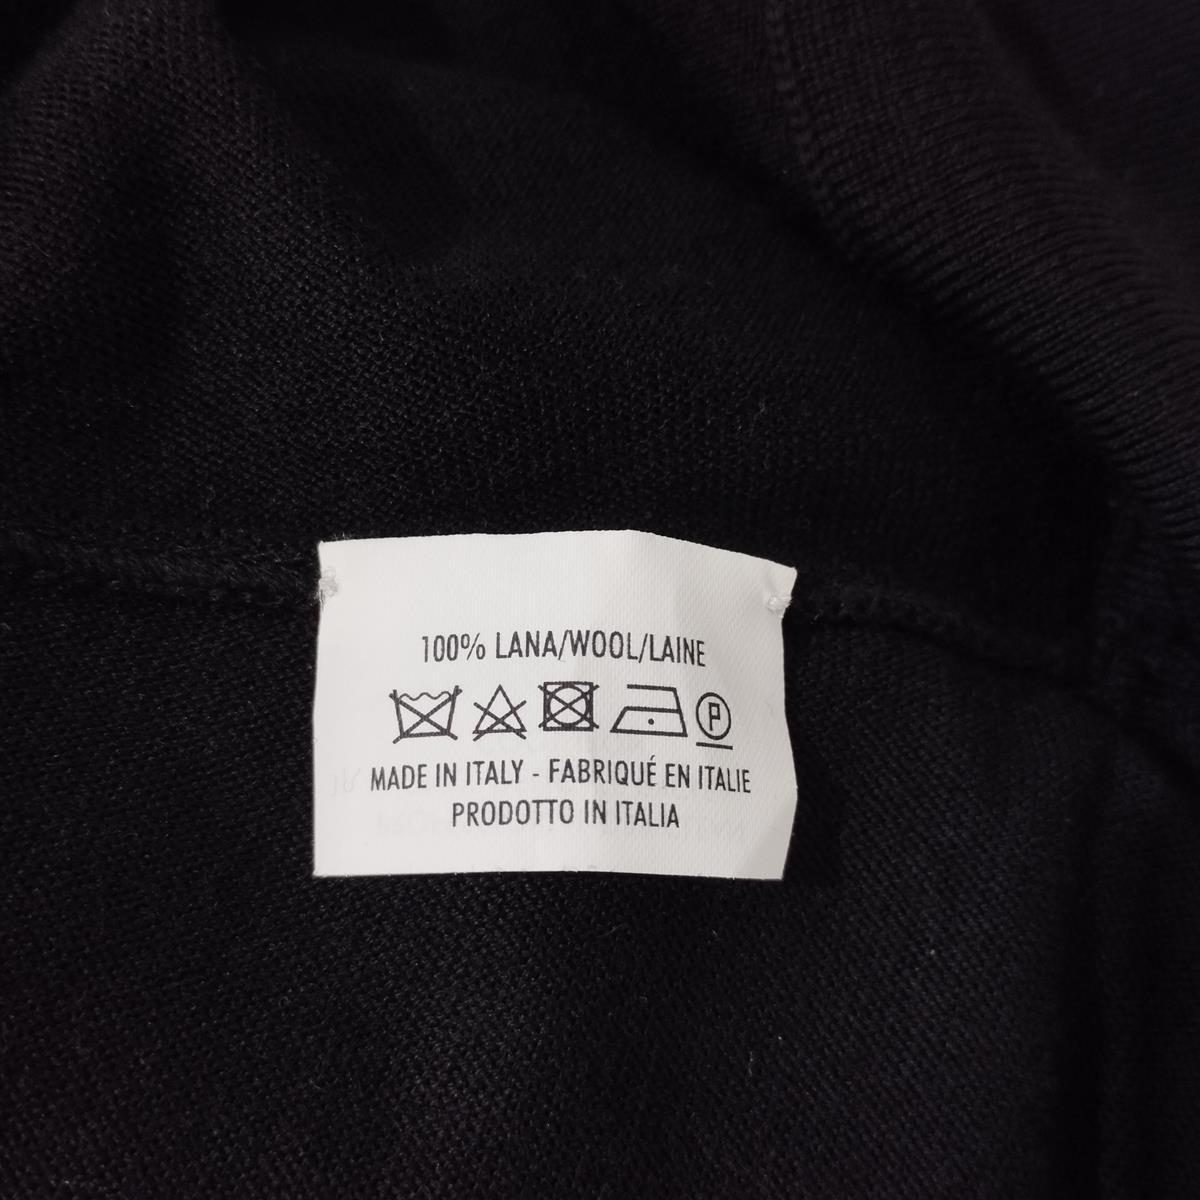 100% LANA/WOOL/LAINE
P
MADE IN ITALY - FABRIQUÉ EN ITALIE
PRODOTTO IN ITALIA